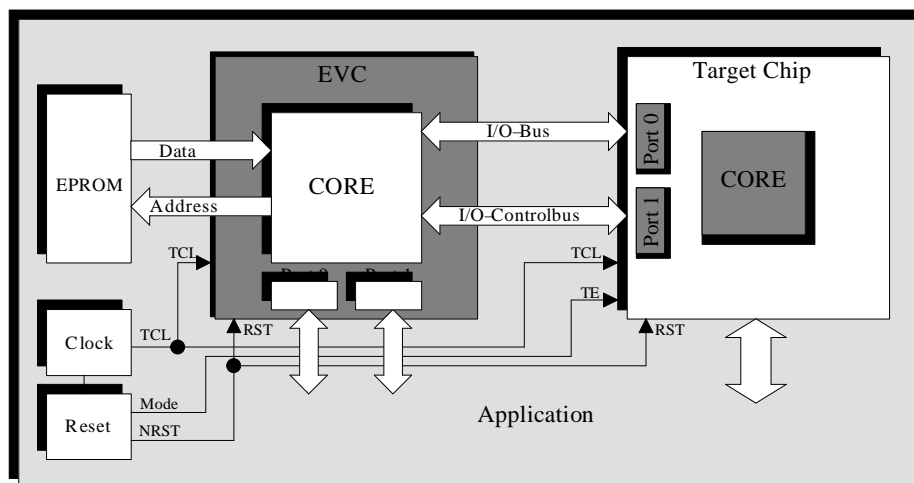 EVC
Target Chip
EPROM
Data
Address
CORE
I/O–Bus
I/O–Controlbus
Port 0
Port 1
CORE
TCL
TCL
TE
RST
RST
Clock
TCL
Reset
Mode
NRST
Application